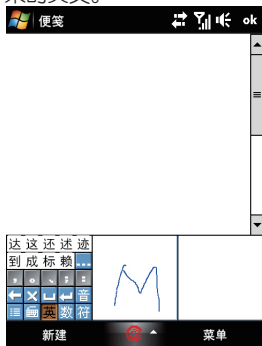 便笺 ok
达 这 还 述 迹
到 成 标 赖 ...
， 。 、 ； ：
音
英 数 符
M
新建 菜单